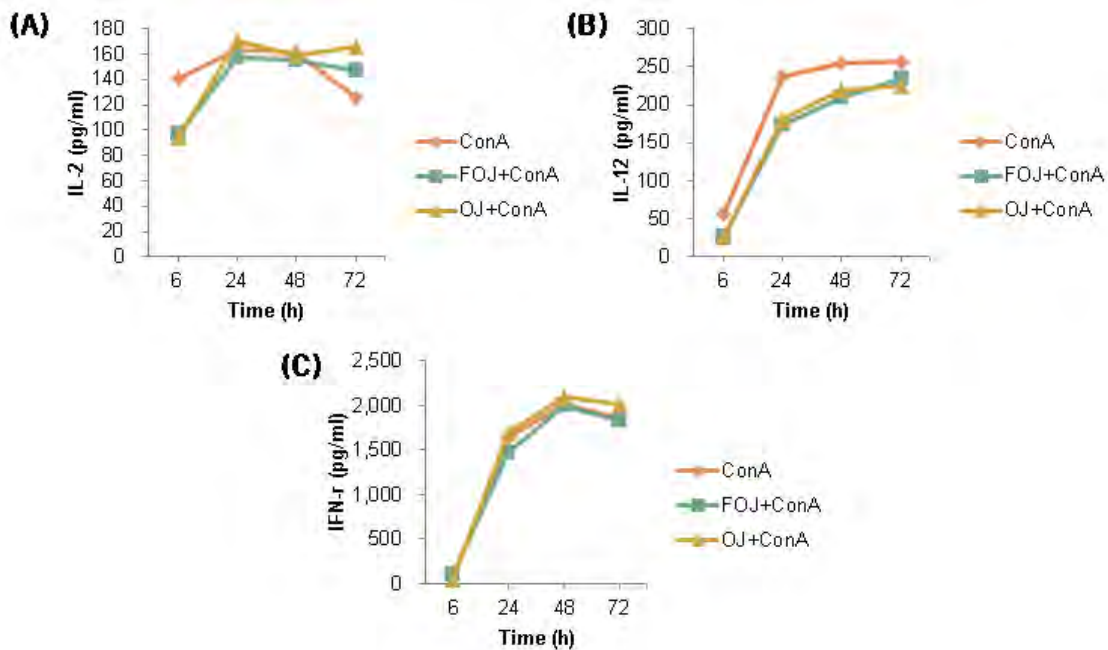 (A)
IL-2 (pg/ml)
180
160
140
120
100
80
60
40
20
0
6 24 48 72
Time (h)
ConA
FOJ+ConA
OJ+ConA
(B)
IL-12 (pg/ml)
300
250
200
150
100
50
0
6 24 48 72
Time (h)
ConA
FOJ+ConA
OJ+ConA
(C)
IFN-r (pg/ml)
2,500
2,000
1,500
1,000
500
0
6 24 48 72
Time (h)
ConA
FOJ+ConA
OJ+ConA